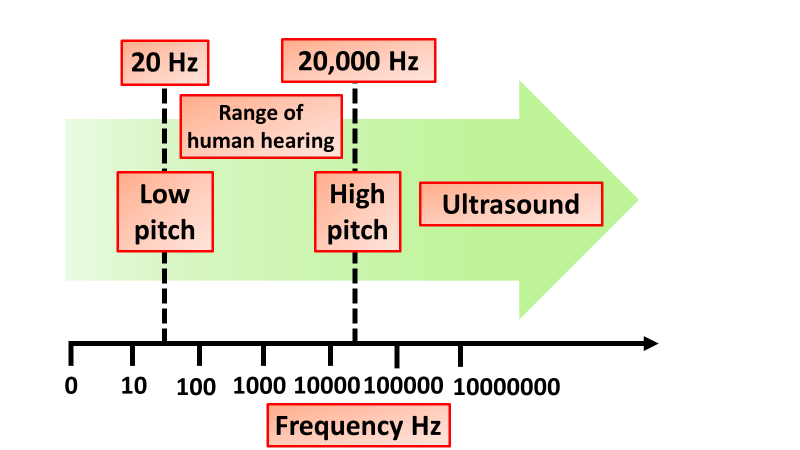 20 Hz
20,000 Hz
Range of
human hearing
Low
pitch
High
pitch
Ultrasound
0 10 100 1000 10000 100000 10000000
Frequency Hz